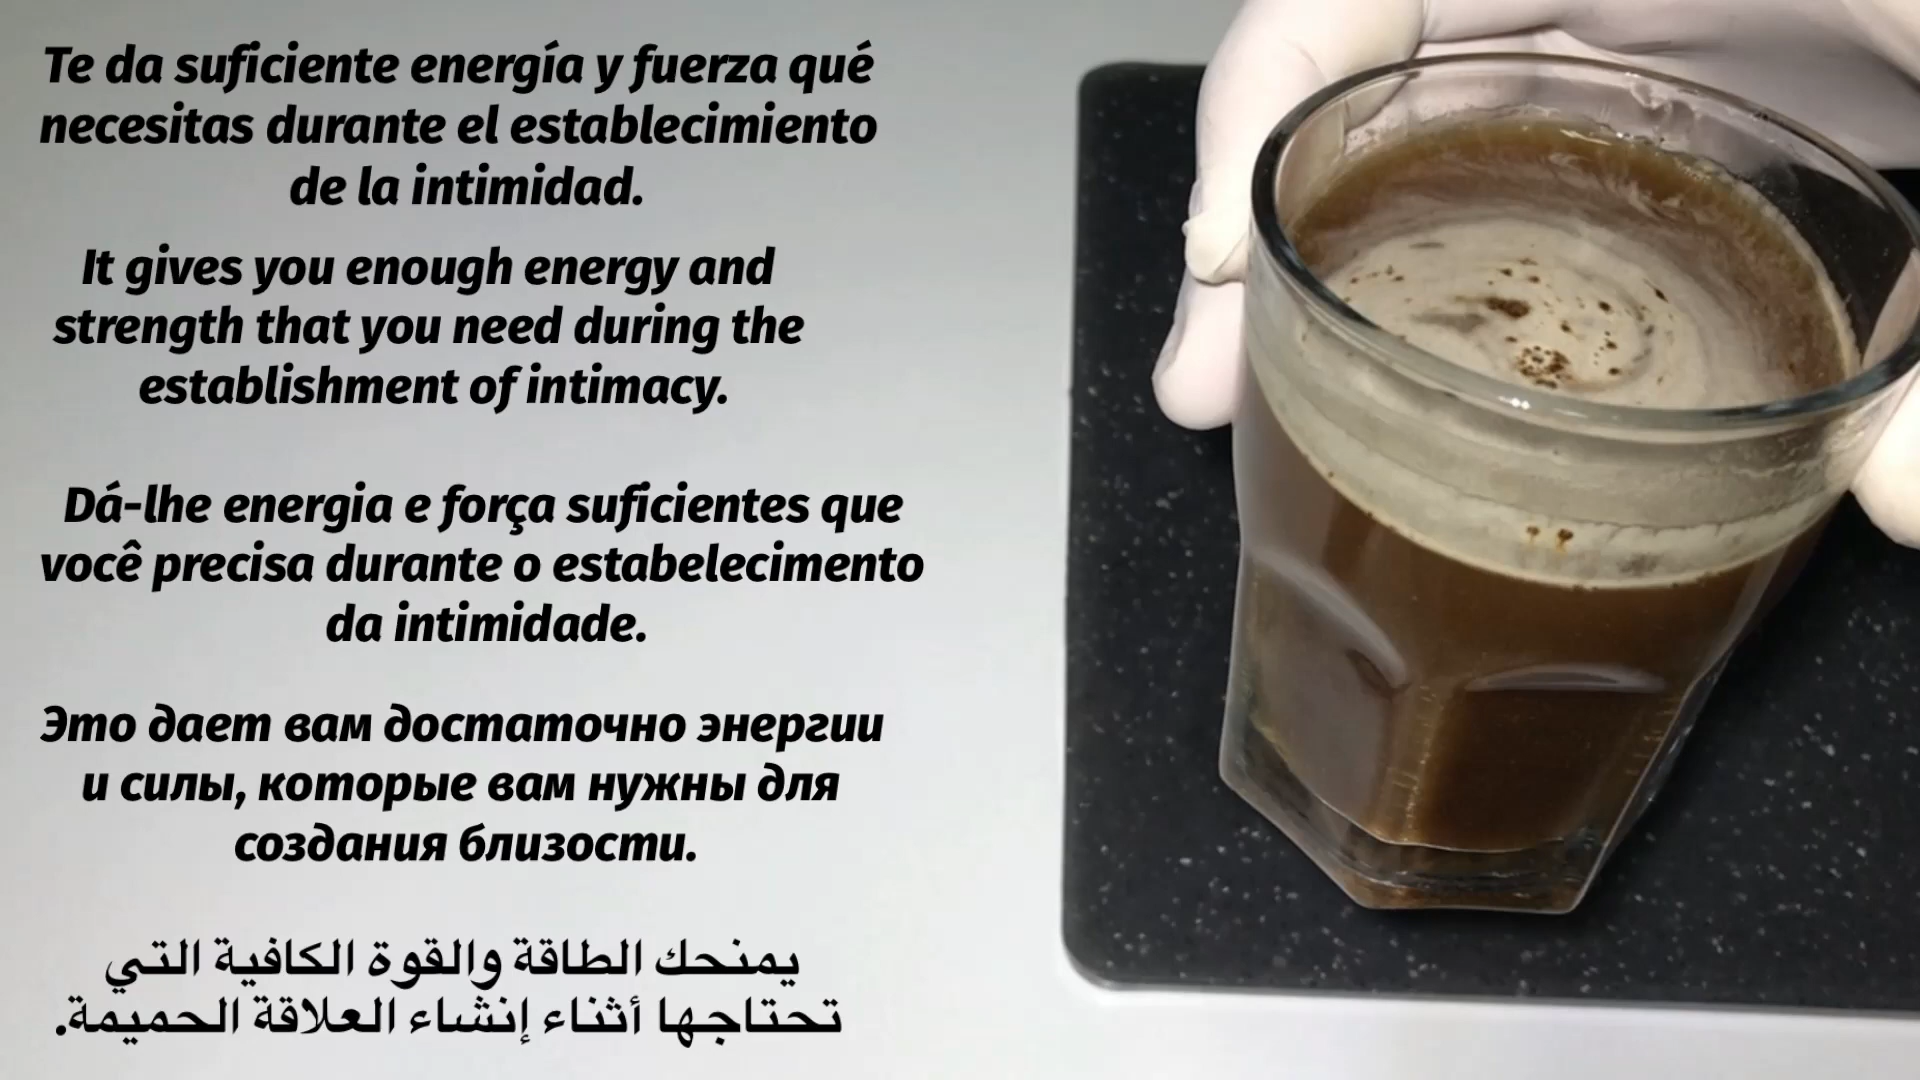 Te da suficiente energía y fuerza qué
necesitas durante el establecimiento
de la intimidad.
It gives you enough energy and
strength that you need during the
establishment of intimacy.
Dá-lhe energia e força suficientes que
você precisa durante o estabelecimento
da intimidade.
Это дает вам достаточно энергии
и силы, которые вам нужны для
создания близости.
يمنحك الطاقة والقوة الكافية التي
تحتاجها أثناء إنشاء العلاقة الحميمة.